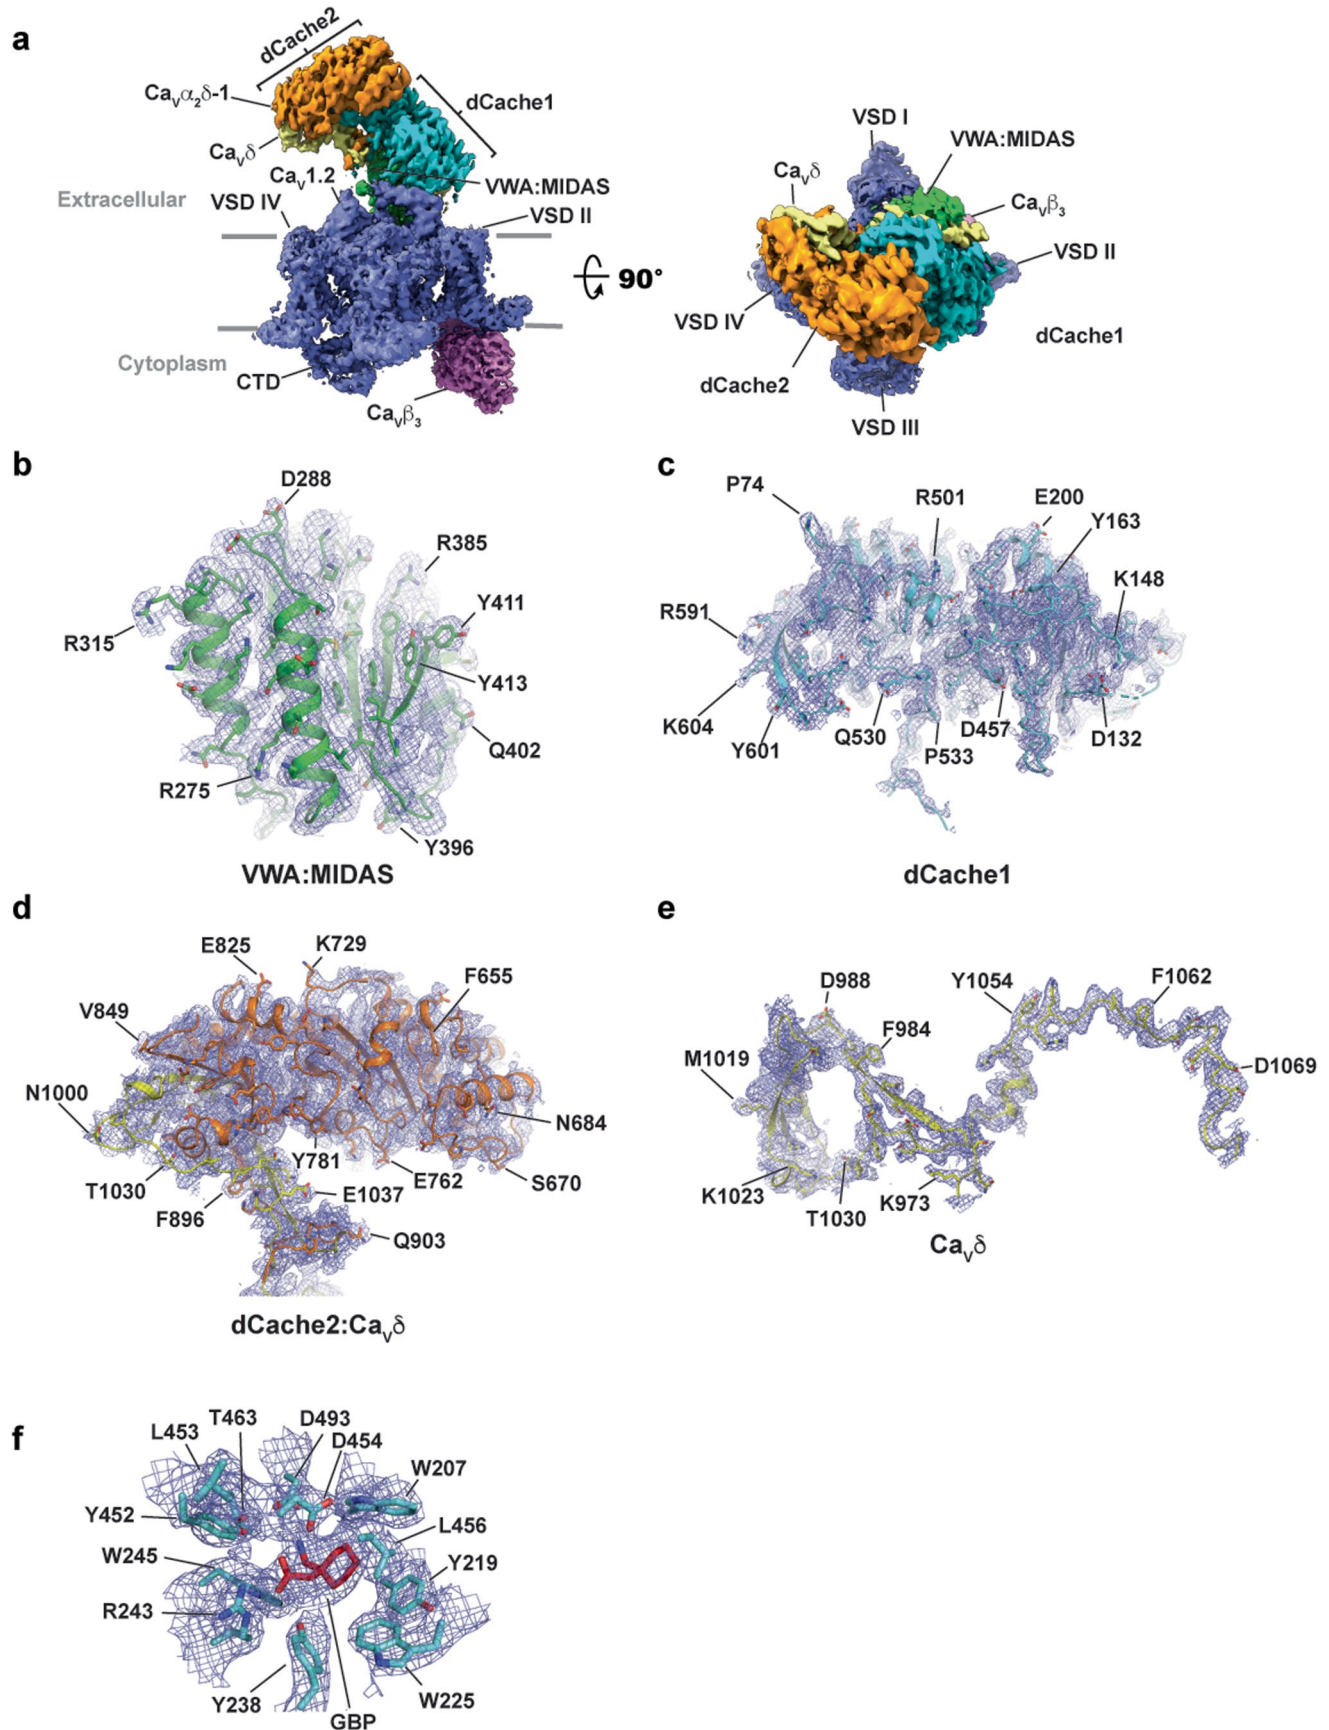 a
dCache2
Caᵥα₂δ-1
dCache1
Caᵥδ
Caᵥ1.2
VWA:MIDAS
Extracellular
VSD IV
VSD II
Cytoplasm
CTD
Caᵥβ₃
90°
VSD I
VWA:MIDAS
Caᵥδ
Caᵥβ₃
VSD II
VSD IV
dCache1
dCache2
VSD III
b
D288
R385
Y411
R315
Y413
Q402
R275
Y396
VWA:MIDAS
c
P74
R501
E200
Y163
K148
R591
K604
Y601
Q530
P533
D457
D132
dCache1
d
E825
K729
F655
V849
N1000
N684
Y781
T1030
E762
S670
E1037
F896
Q903
dCache2:Caᵥδ
e
D988
Y1054
F1062
F984
M1019
D1069
K1023
T1030
K973
Caᵥδ
f
T463
D493
L453
D454
W207
Y452
L456
W245
Y219
R243
Y238
W225
GBP